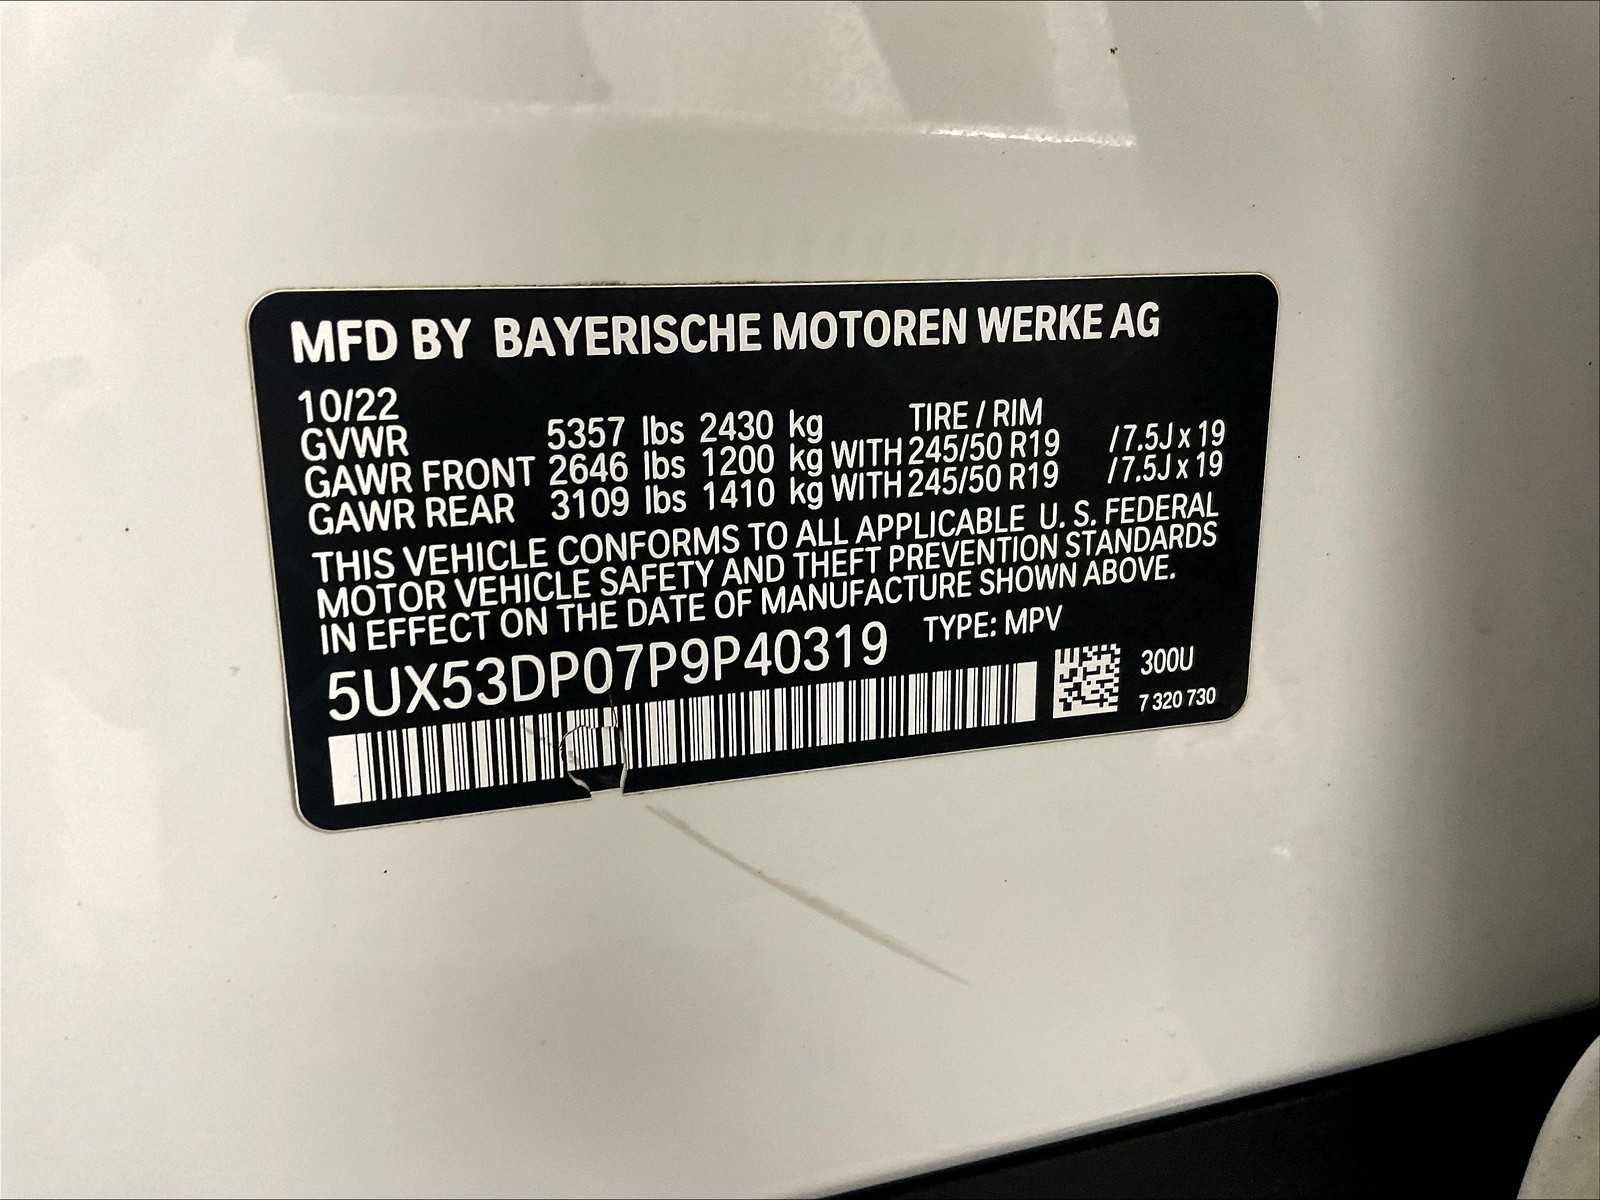 MFD BY BAYERISCHE MOTOREN WERKE AG
10/22 TIRE / RIM
GVWR 5357 lbs 2430 kg
GAWR FRONT 2646 lbs 1200 kg WITH 245/50 R19 / 7.5J x 19
GAWR REAR 3109 lbs 1410 kg WITH 245/50 R19 / 7.5J x 19
THIS VEHICLE CONFORMS TO ALL APPLICABLE U. S. FEDERAL
MOTOR VEHICLE SAFETY AND THEFT PREVENTION STANDARDS
IN EFFECT ON THE DATE OF MANUFACTURE SHOWN ABOVE.
5UX53DP07P9P40319 TYPE: MPV
300U
7 320 730